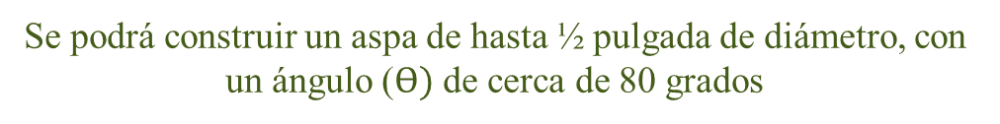 Se podrá construir un aspa de hasta ½ pulgada de diámetro, con
un ángulo (ϴ) de cerca de 80 grados